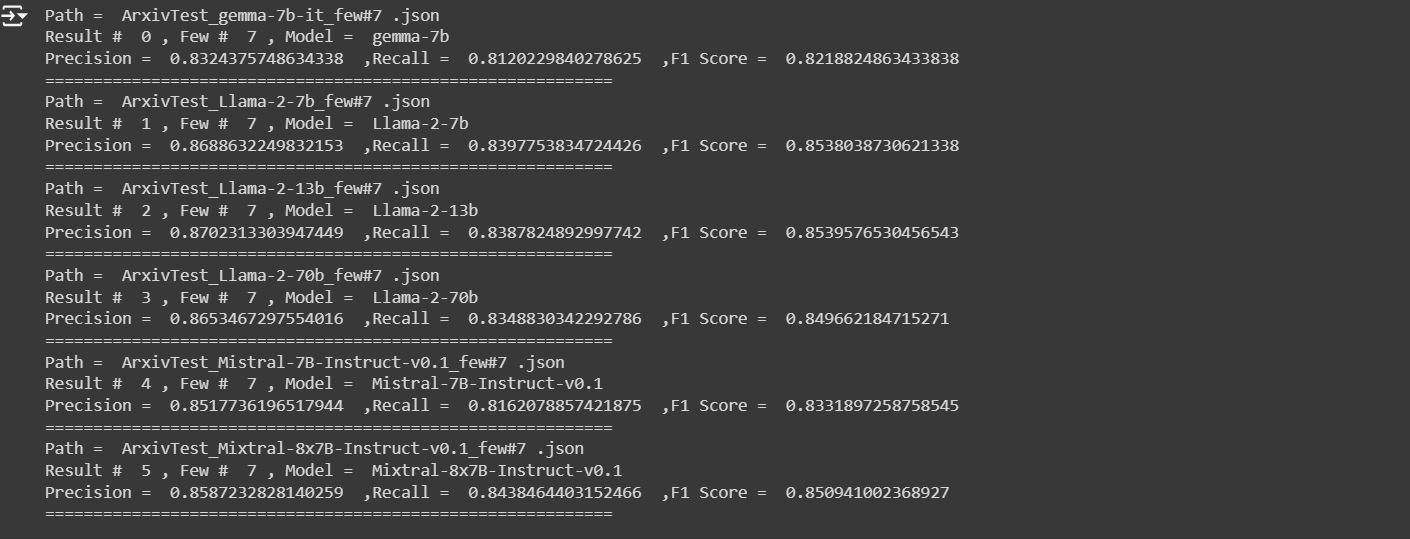 Path =  ArxivTest_gemma-7b-it_few#7 .json
Result #  0 , Few #  7 , Model =  gemma-7b
Precision =  0.8324375748634338  ,Recall =  0.8120229840278625  ,F1 Score =  0.8218824863433838
===========================================================
Path =  ArxivTest_Llama-2-7b_few#7 .json
Result #  1 , Few #  7 , Model =  Llama-2-7b
Precision =  0.8688632249832153  ,Recall =  0.8397753834724426  ,F1 Score =  0.8538038730621338
===========================================================
Path =  ArxivTest_Llama-2-13b_few#7 .json
Result #  2 , Few #  7 , Model =  Llama-2-13b
Precision =  0.8702313303947449  ,Recall =  0.8387824892997742  ,F1 Score =  0.8539576530456543
===========================================================
Path =  ArxivTest_Llama-2-70b_few#7 .json
Result #  3 , Few #  7 , Model =  Llama-2-70b
Precision =  0.8653467297554016  ,Recall =  0.8348830342292786  ,F1 Score =  0.849662184715271
===========================================================
Path =  ArxivTest_Mistral-7B-Instruct-v0.1_few#7 .json
Result #  4 , Few #  7 , Model =  Mistral-7B-Instruct-v0.1
Precision =  0.8517736196517944  ,Recall =  0.8162078857421875  ,F1 Score =  0.8331897258758545
===========================================================
Path =  ArxivTest_Mixtral-8x7B-Instruct-v0.1_few#7 .json
Result #  5 , Few #  7 , Model =  Mixtral-8x7B-Instruct-v0.1
Precision =  0.8587232828140259  ,Recall =  0.8438464403152466  ,F1 Score =  0.850941002368927
===========================================================